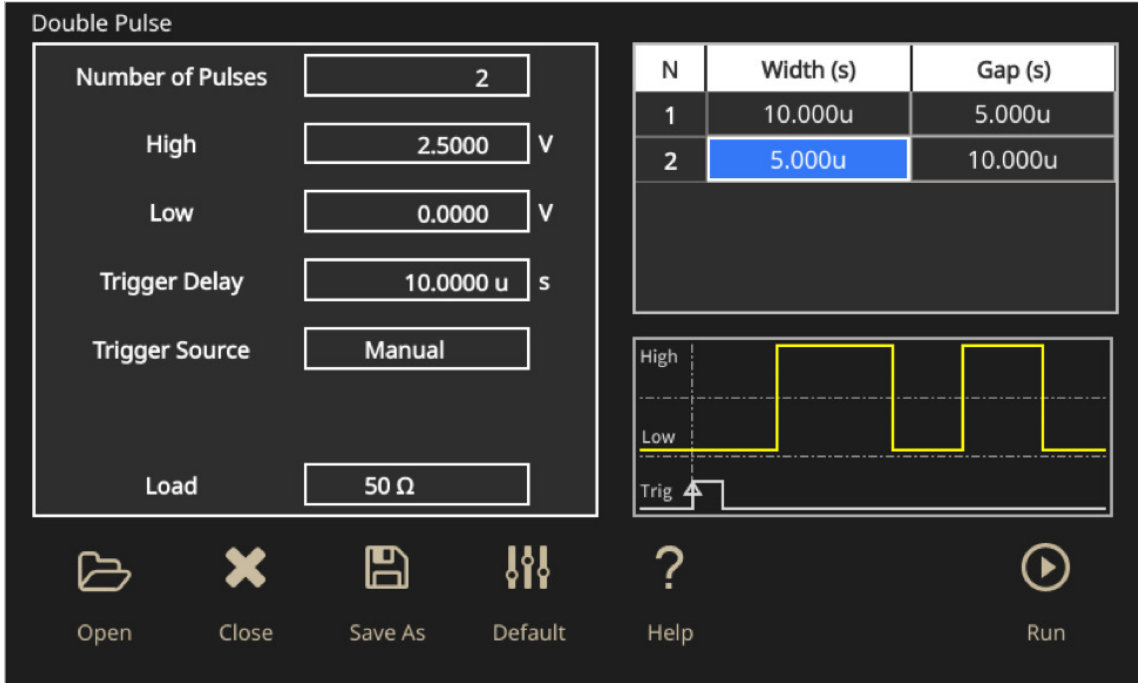 Double Pulse
Number of Pulses 2
High 2.5000 V
Low 0.0000 V
Trigger Delay 10.0000 u s
Trigger Source Manual
Load 50 Ω
N Width (s) Gap (s)
1 10.000u 5.000u
2 5.000u 10.000u
High
Low
Trig
Open Close Save As Default Help Run